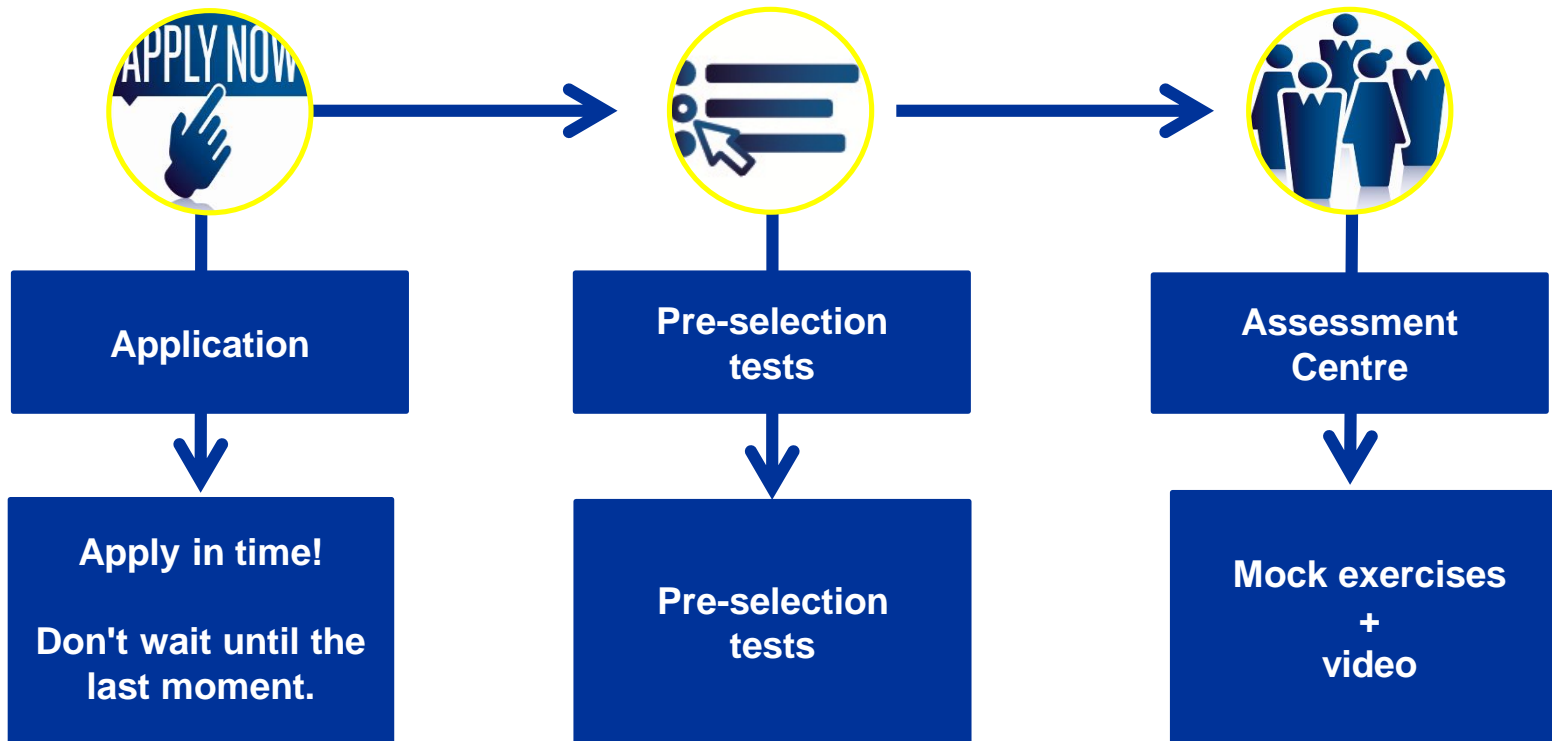 APPLY NOW
Application
Pre-selection
tests
Assessment
Centre
Apply in time!
Don't wait until the
last moment.
Pre-selection
tests
Mock exercises
+
video